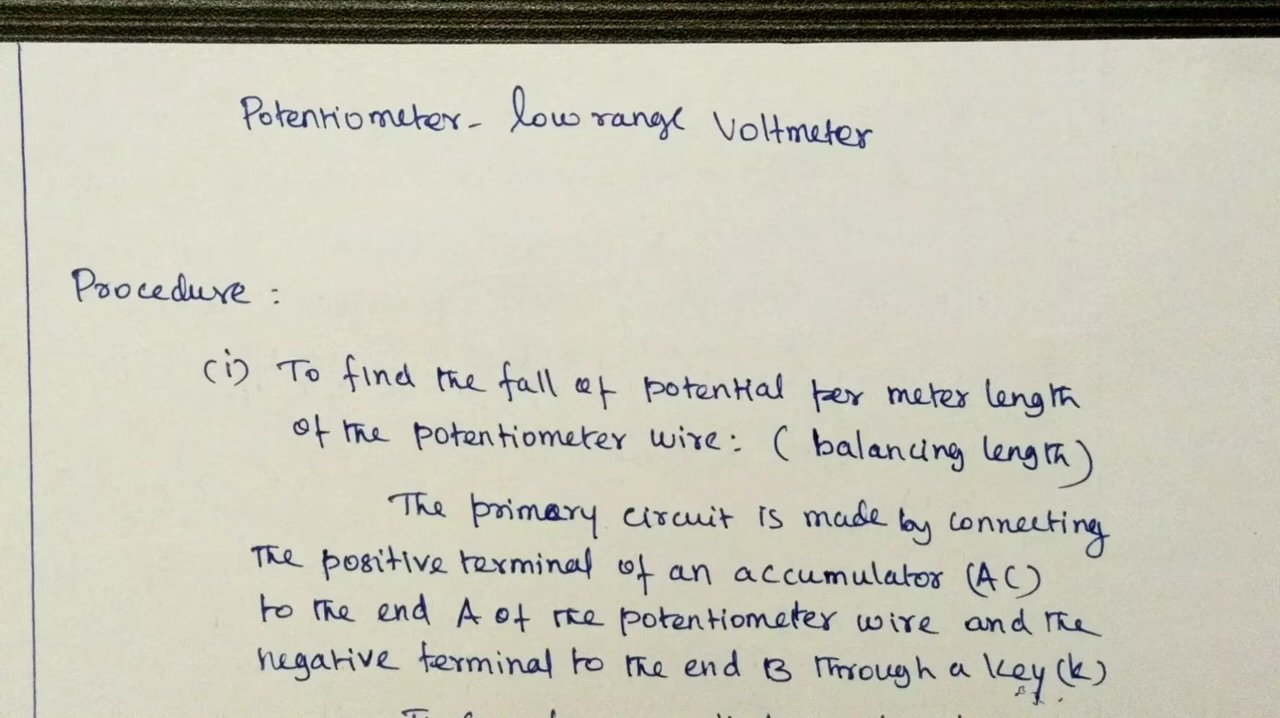 Potentiometer - low range Voltmeter
Procedure :
(i) To find the fall of potential per meter length
of the potentiometer wire: ( balancing length)
The primary circuit is made by connecting
The positive terminal of an accumulator (AC)
to the end A of the potentiometer wire and the
negative terminal to the end B through a key (k)